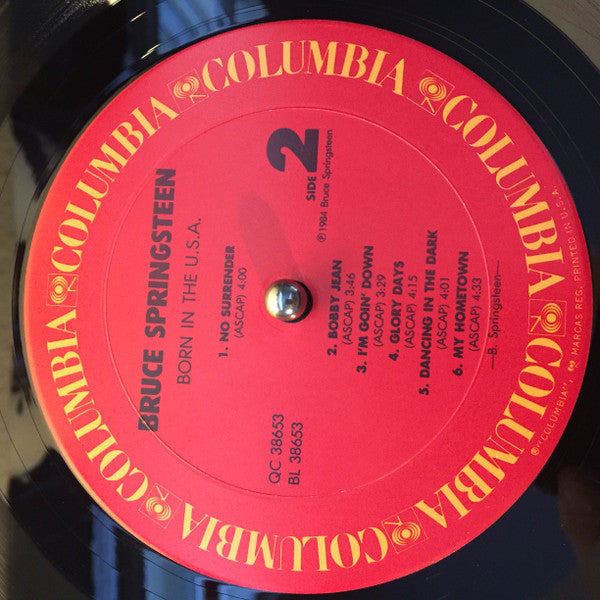 COLUMBIA COLUMBIA COLUMBIA COLUMBIA COLUMBIA COLUMBIA COLUMBIA COLUMBIA
BRUCE SPRINGSTEEN
BORN IN THE U.S.A.
QC 38653
BL 38653
SIDE 2
℗1984 Bruce Springsteen
1. NO SURRENDER
(ASCAP) 4:00
2. BOBBY JEAN
(ASCAP) 3:46
3. I'M GOIN' DOWN
(ASCAP) 3:29
4. GLORY DAYS
(ASCAP) 4:15
5. DANCING IN THE DARK
(ASCAP) 4:01
6. MY HOMETOWN
(ASCAP) 4:33
—B. Springsteen—
®"COLUMBIA", MARCAS REG. PRINTED IN U.S.A.